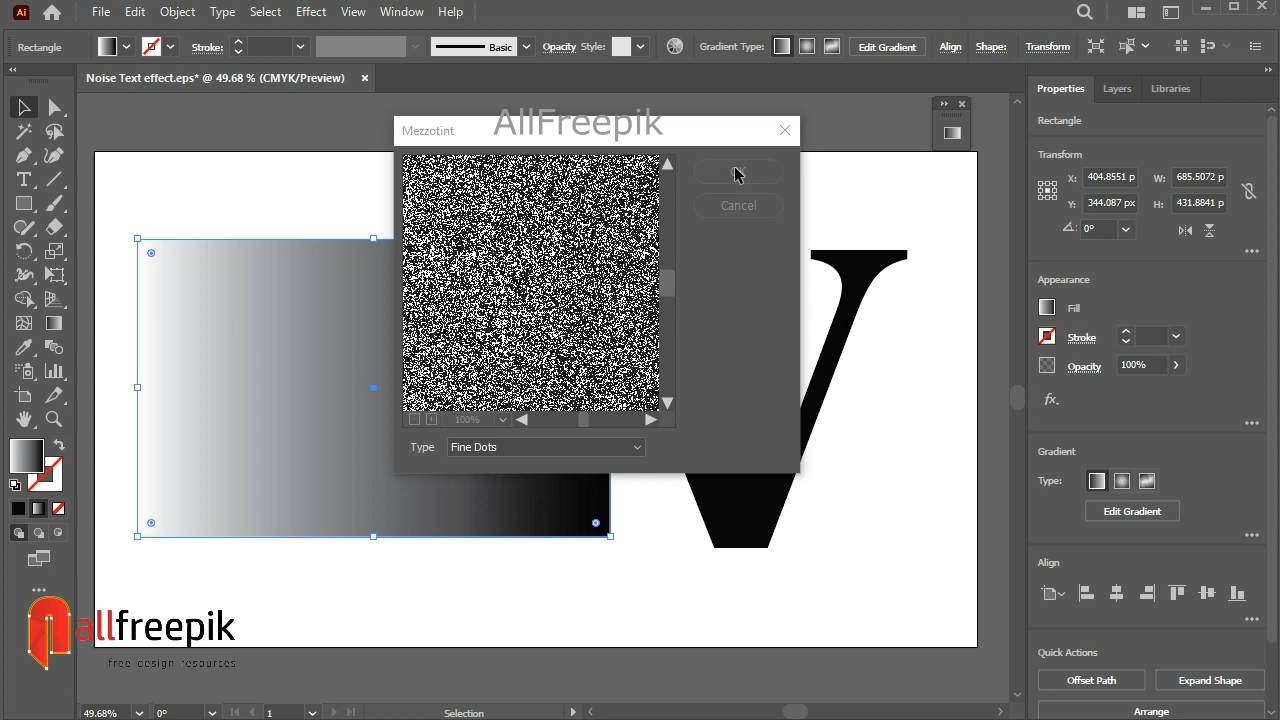 Ai File Edit Object Type Select Effect View Window Help
Rectangle Stroke: Basic Opacity Style: Gradient Type: Edit Gradient Align Shape: Transform
Noise Text effect.eps* @ 49.68 % (CMYK/Preview) ×
AllFreepik
Mezzotint
OK
Cancel
100%
Type Fine Dots
V
allfreepik
free design resources
Properties Layers Libraries
Rectangle
Transform
X: 404.8551 p W: 685.5072 p
Y: 344.087 px H: 431.8841 p
0°
Appearance
Fill
Stroke
Opacity 100%
fx.
Gradient
Type:
Edit Gradient
Align
Quick Actions
Offset Path Expand Shape
Arrange
49.68% 0° 1 Selection